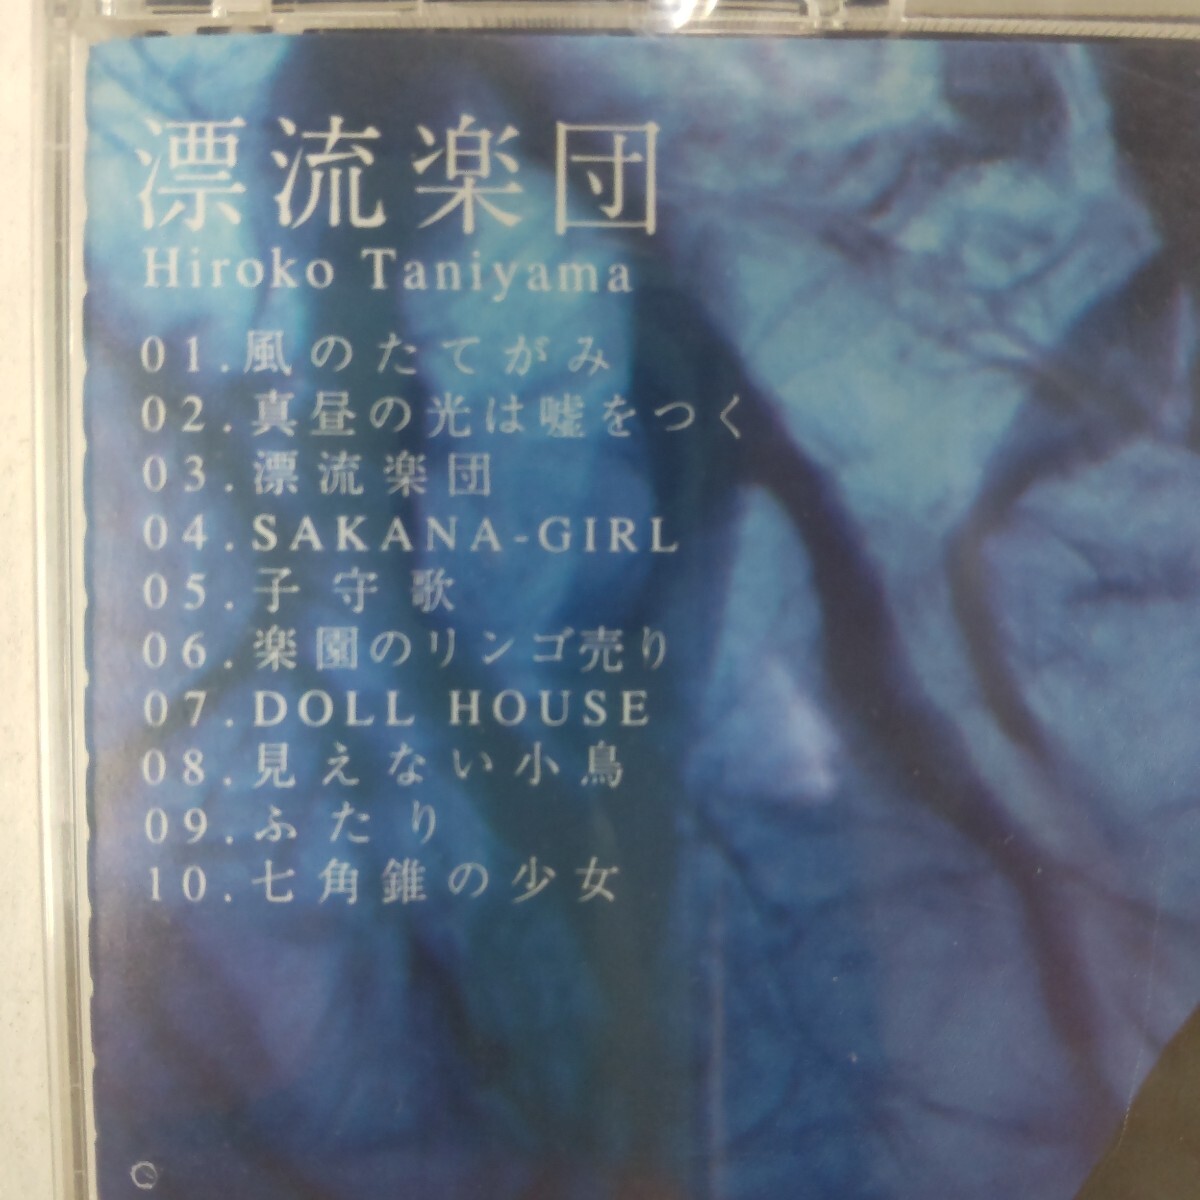 漂流楽団
Hiroko Taniyama
01.風のたてがみ
02.真昼の光は嘘をつく
03.漂流楽団
04.SAKANA-GIRL
05.子守歌
06.楽園のリンゴ売り
07.DOLL HOUSE
08.見えない小鳥
09.ふたり
10.七角錐の少女